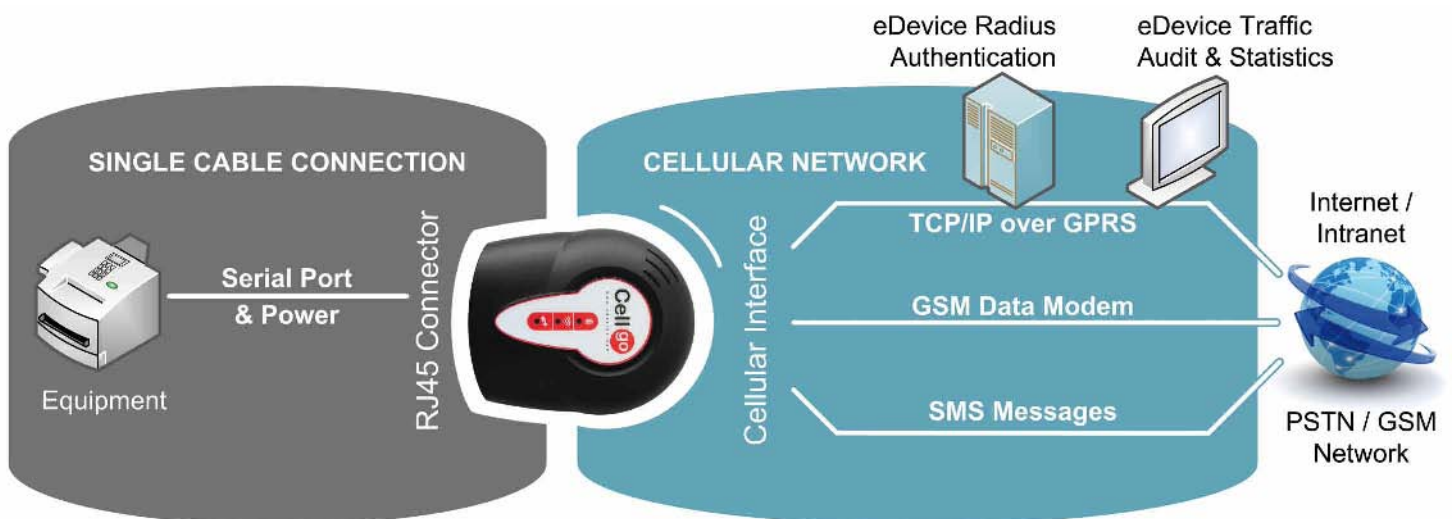 eDevice Radius
Authentication
eDevice Traffic
Audit & Statistics
SINGLE CABLE CONNECTION
CELLULAR NETWORK
Serial Port
& Power
Equipment
RJ45 Connector
Cell
go
Cellular Interface
TCP/IP over GPRS
GSM Data Modem
SMS Messages
Internet /
Intranet
PSTN / GSM
Network